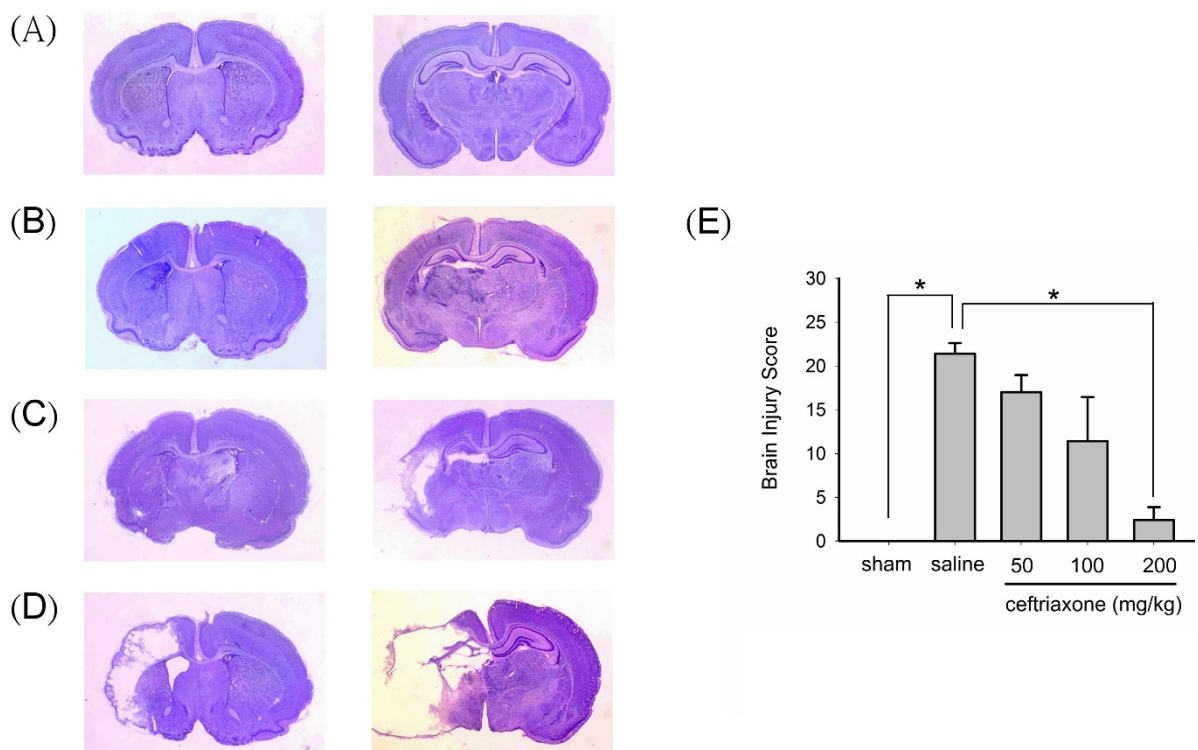 (A)
(B)
(C)
(D)
(E)
Brain Injury Score
30
25
20
15
10
5
0
*
*
sham saline 50 100 200
ceftriaxone (mg/kg)